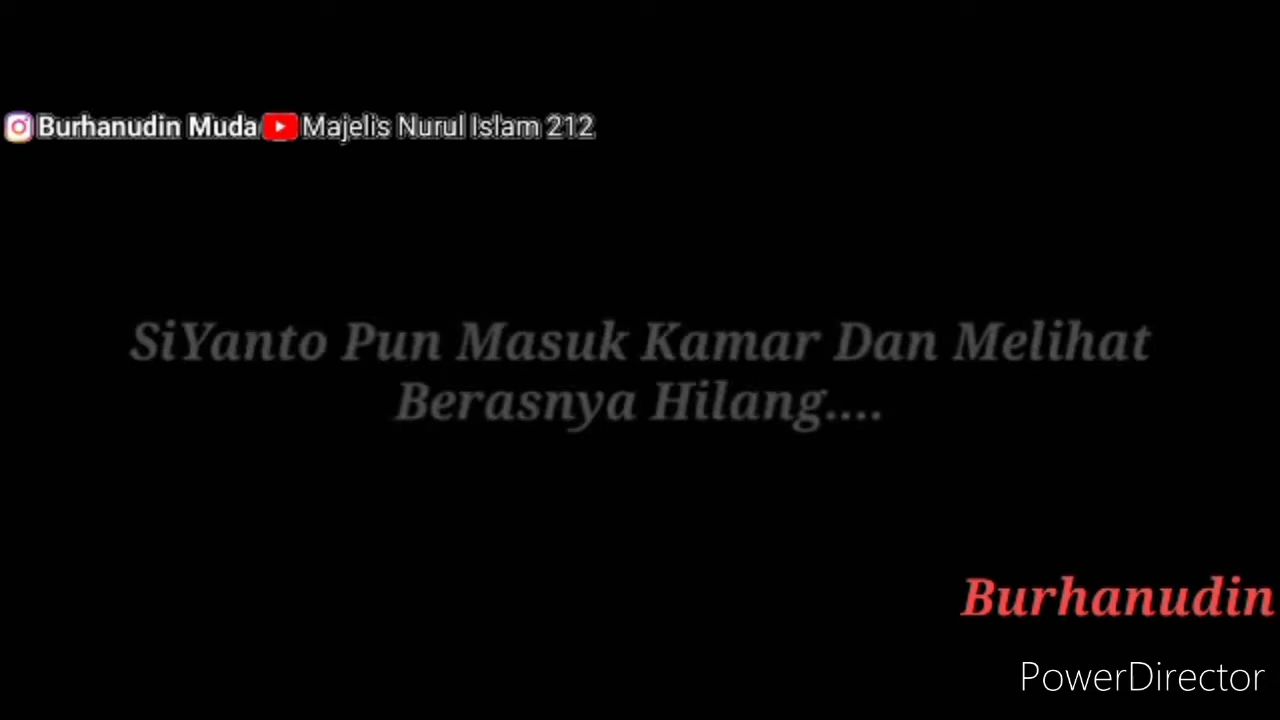 Burhanudin Muda Majelis Nurul Islam 212
SiYanto Pun Masuk Kamar Dan Melihat
Berasnya Hilang....
Burhanudin
PowerDirector